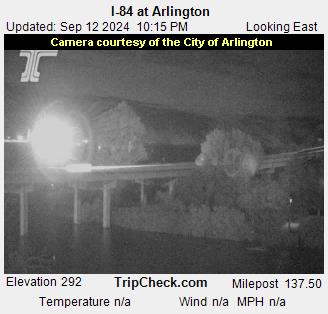 I-84 at Arlington
Updated: Sep 12 2024 10:15 PM Looking East
Camera courtesy of the City of Arlington
Elevation 292 TripCheck.com Milepost 137.50
Temperature n/a Wind n/a MPH n/a